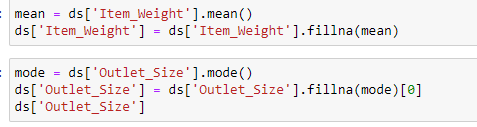 : mean = ds['Item_Weight'].mean()
ds['Item_Weight'] = ds['Item_Weight'].fillna(mean)
: mode = ds['Outlet_Size'].mode()
ds['Outlet_Size'] = ds['Outlet_Size'].fillna(mode)[0]
ds['Outlet_Size']